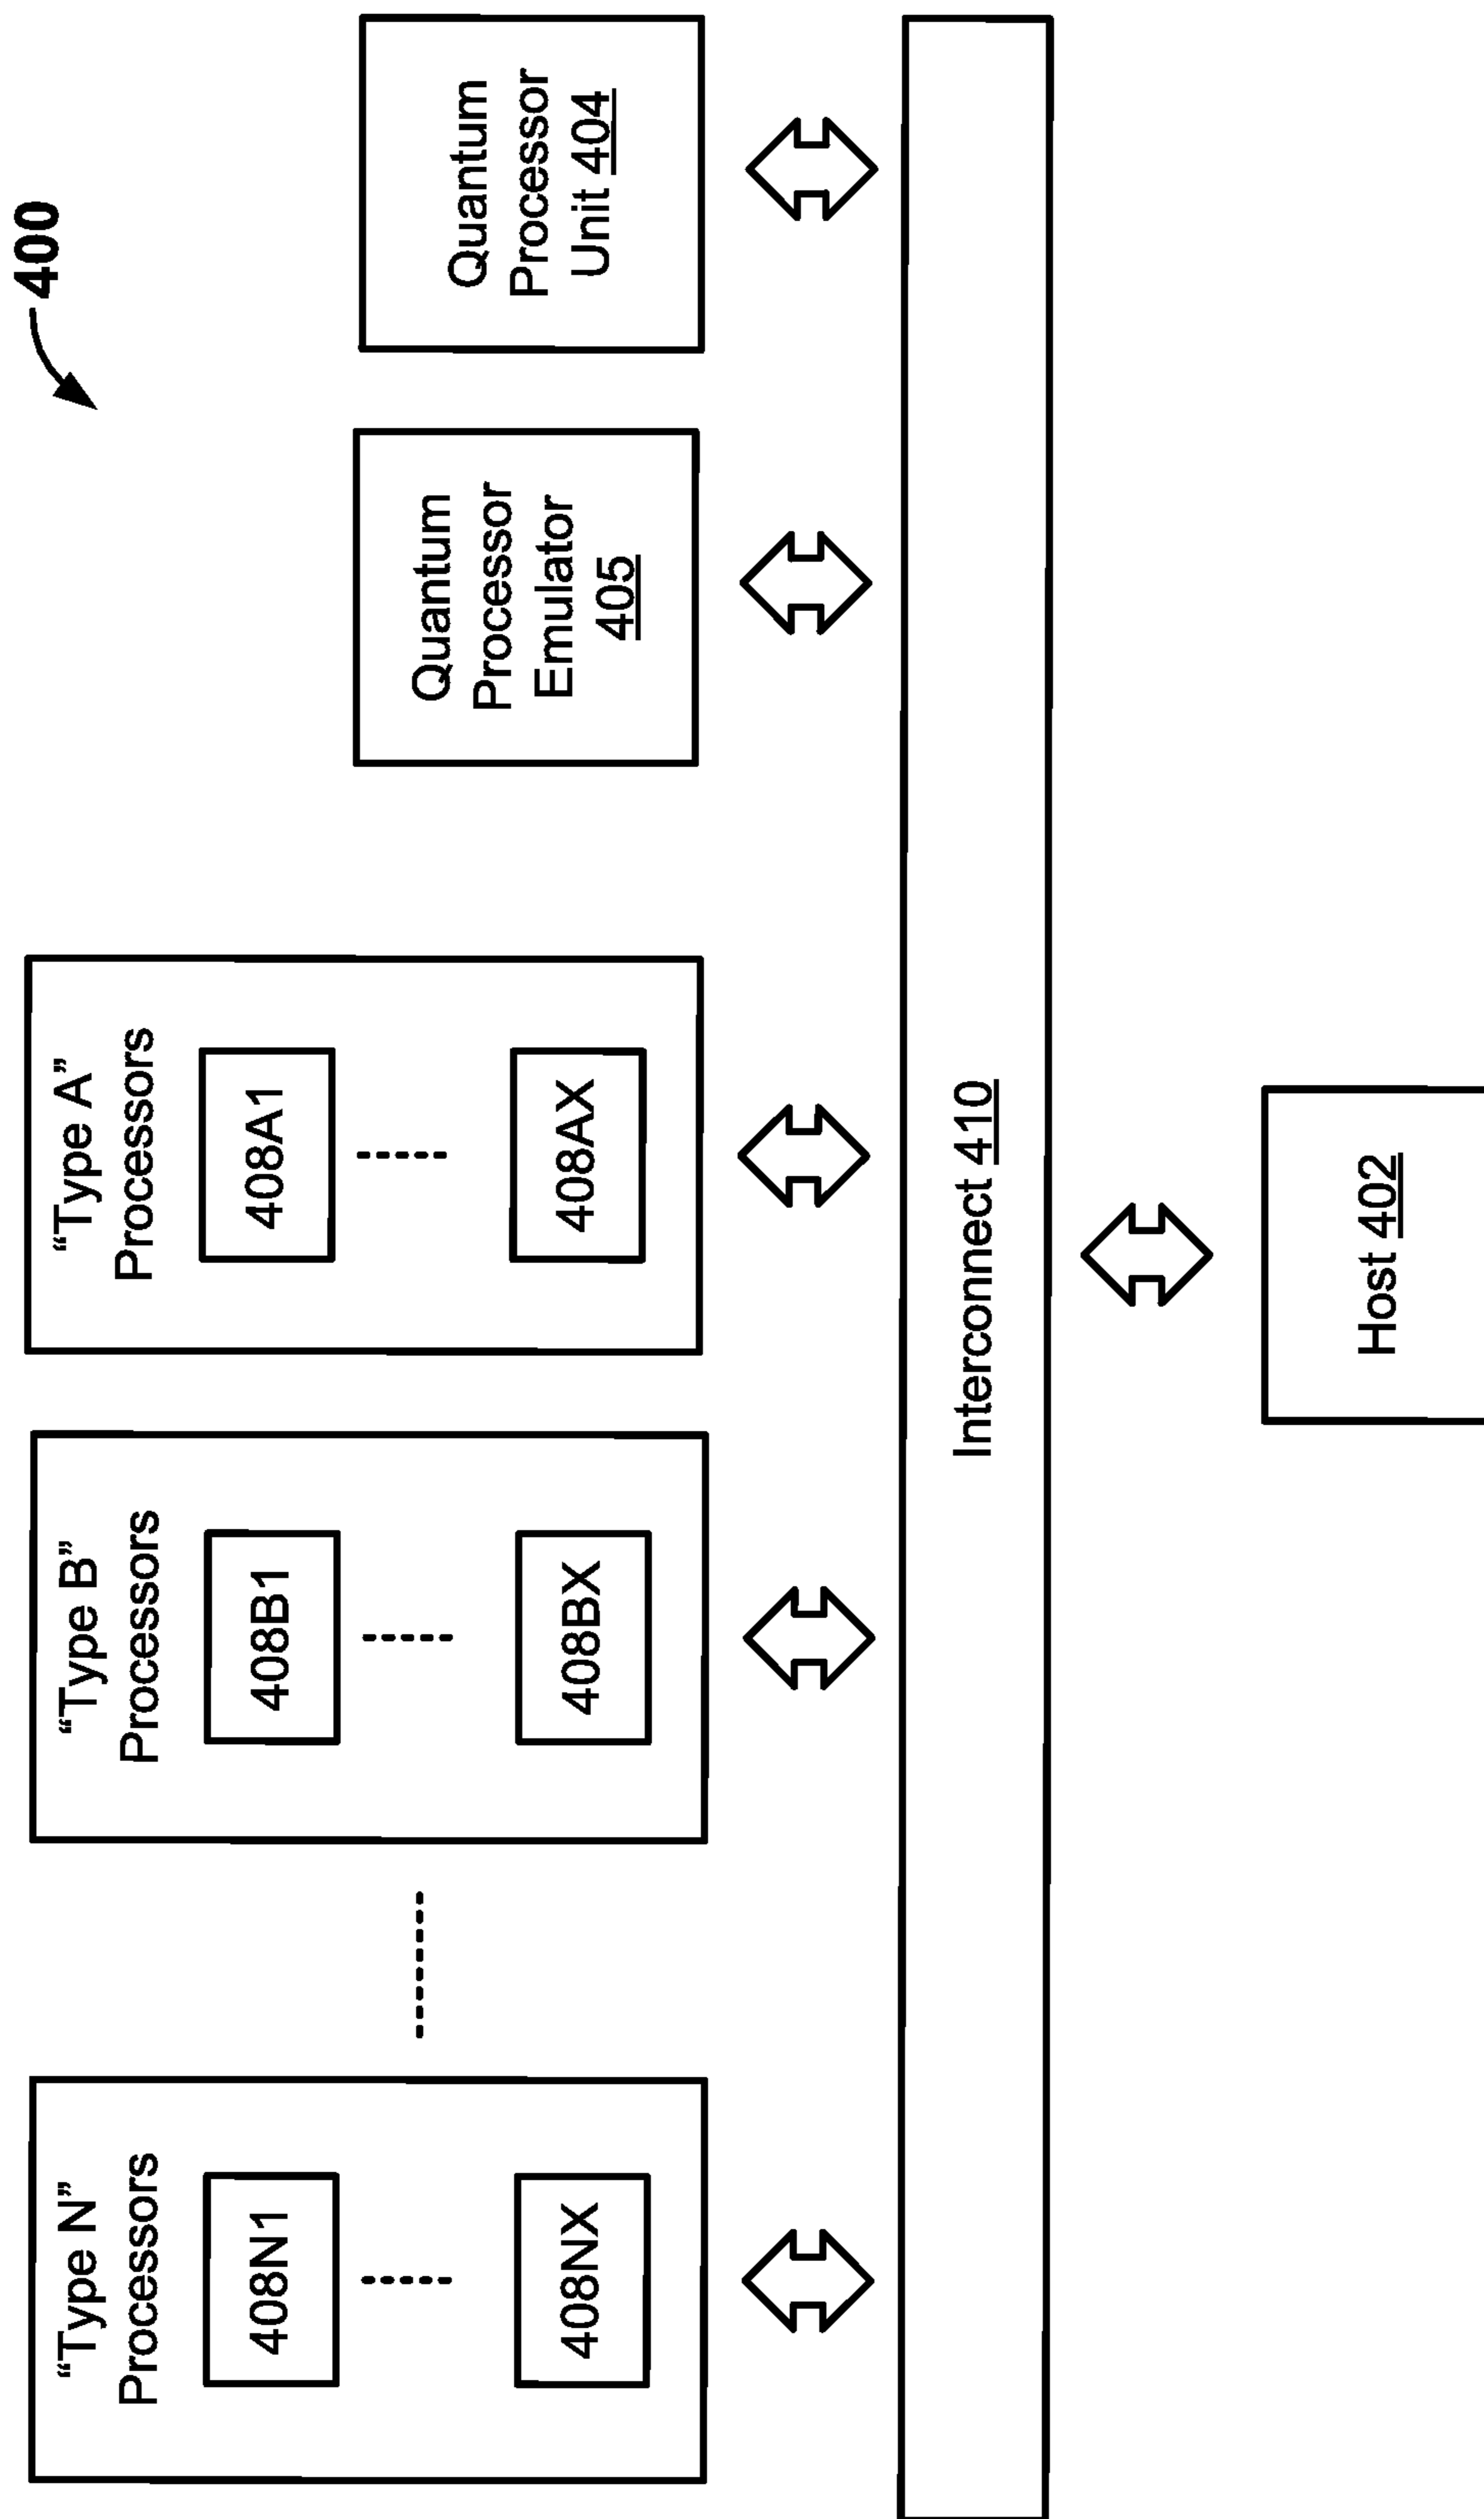 400
“Type N”
Processors
408N1
408NX
“Type B”
Processors
408B1
408BX
“Type A”
Processors
408A1
408AX
Quantum
Processor
Emulator
405
Quantum
Processor
Unit 404
Interconnect 410
Host 402